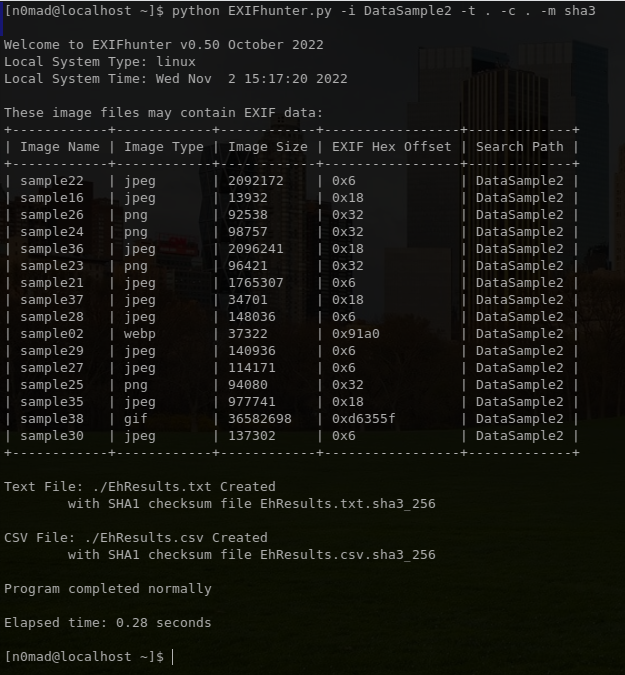 [n0mad@localhost ~]$ python EXIFhunter.py -i DataSample2 -t . -c . -m sha3
Welcome to EXIFhunter v0.50 October 2022
Local System Type: linux
Local System Time: Wed Nov  2 15:17:20 2022
These image files may contain EXIF data:
+------------+------------+------------+-----------------+-------------+
| Image Name | Image Type | Image Size | EXIF Hex Offset | Search Path |
+------------+------------+------------+-----------------+-------------+
| sample22   | jpeg       | 2092172    | 0x6             | DataSample2 |
| sample16   | jpeg       | 13932      | 0x18            | DataSample2 |
| sample26   | png        | 92538      | 0x32            | DataSample2 |
| sample24   | png        | 98757      | 0x32            | DataSample2 |
| sample36   | jpeg       | 2096241    | 0x18            | DataSample2 |
| sample23   | png        | 96421      | 0x32            | DataSample2 |
| sample21   | jpeg       | 1765307    | 0x6             | DataSample2 |
| sample37   | jpeg       | 34701      | 0x18            | DataSample2 |
| sample28   | jpeg       | 148036     | 0x6             | DataSample2 |
| sample02   | webp       | 37322      | 0x91a0          | DataSample2 |
| sample29   | jpeg       | 140936     | 0x6             | DataSample2 |
| sample27   | jpeg       | 114171     | 0x6             | DataSample2 |
| sample25   | png        | 94080      | 0x32            | DataSample2 |
| sample35   | jpeg       | 977741     | 0x18            | DataSample2 |
| sample38   | gif        | 36582698   | 0xd6355f        | DataSample2 |
| sample30   | jpeg       | 137302     | 0x6             | DataSample2 |
+------------+------------+------------+-----------------+-------------+
Text File: ./EhResults.txt Created
        with SHA1 checksum file EhResults.txt.sha3_256
CSV File: ./EhResults.csv Created
        with SHA1 checksum file EhResults.csv.sha3_256
Program completed normally
Elapsed time: 0.28 seconds
[n0mad@localhost ~]$